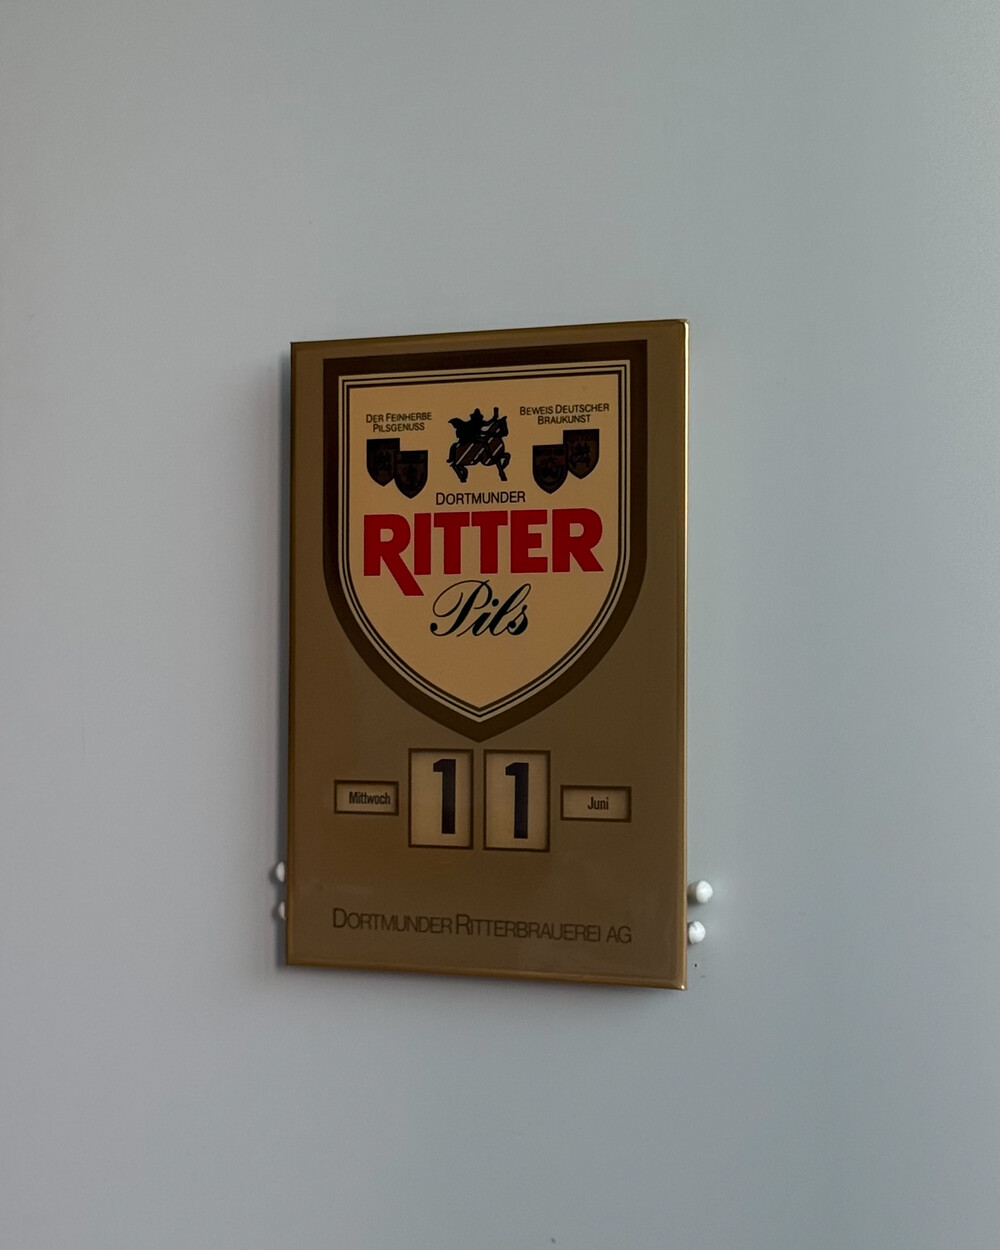 DER FEINHERBE
PILSGENUSS
BEWEIS DEUTSCHER
BRAUKUNST
DORTMUNDER
RITTER
Pils
Mittwoch 11 Juni
DORTMUNDER RITTERBRAUEREI AG